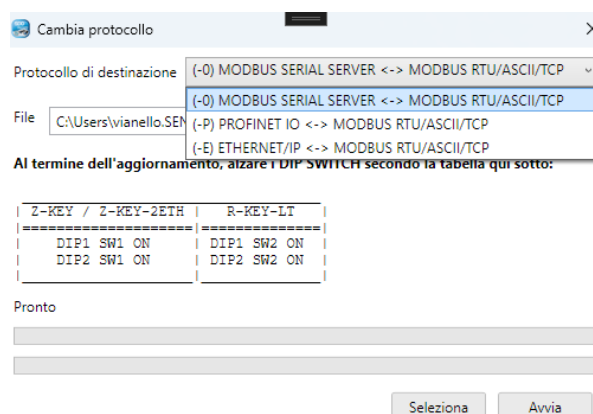 Cambia protocollo
Protocollo di destinazione (-0) MODBUS SERIAL SERVER <-> MODBUS RTU/ASCII/TCP
(-0) MODBUS SERIAL SERVER <-> MODBUS RTU/ASCII/TCP
File C:\Users\vianello.SEN
(-P) PROFINET IO <-> MODBUS RTU/ASCII/TCP
(-E) ETHERNET/IP <-> MODBUS RTU/ASCII/TCP
Al termine dell'aggiornamento, alzare i DIP SWITCH secondo la tabella qui sotto:
| Z-KEY / Z-KEY-2ETH | R-KEY-LT |
|====================|==============|
| DIP1 SW1 ON | DIP1 SW2 ON |
| DIP2 SW1 ON | DIP2 SW2 ON |
Pronto
Seleziona Avvia